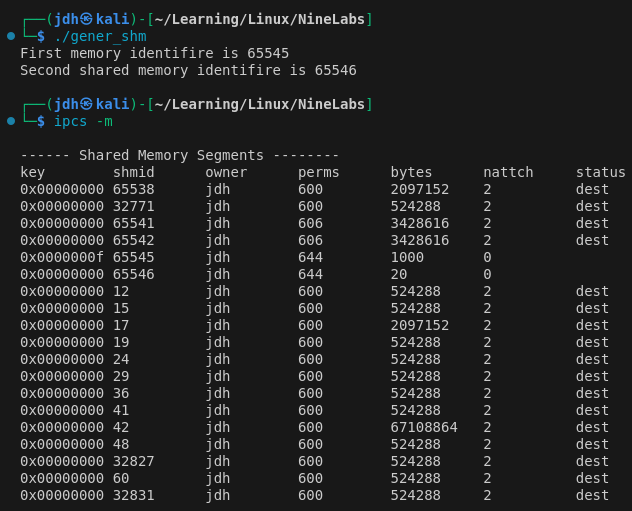 ┌──(jdh㉿kali)-[~/Learning/Linux/NineLabs]
└─$ ./gener_shm
First memory identifire is 65545
Second shared memory identifire is 65546
┌──(jdh㉿kali)-[~/Learning/Linux/NineLabs]
└─$ ipcs -m
------ Shared Memory Segments --------
key shmid owner perms bytes nattch status
0x00000000 65538 jdh 600 2097152 2 dest
0x00000000 32771 jdh 600 524288 2 dest
0x00000000 65541 jdh 606 3428616 2 dest
0x00000000 65542 jdh 606 3428616 2 dest
0x0000000f 65545 jdh 644 1000 0
0x00000000 65546 jdh 644 20 0
0x00000000 12 jdh 600 524288 2 dest
0x00000000 15 jdh 600 524288 2 dest
0x00000000 17 jdh 600 2097152 2 dest
0x00000000 19 jdh 600 524288 2 dest
0x00000000 24 jdh 600 524288 2 dest
0x00000000 29 jdh 600 524288 2 dest
0x00000000 36 jdh 600 524288 2 dest
0x00000000 41 jdh 600 524288 2 dest
0x00000000 42 jdh 600 67108864 2 dest
0x00000000 48 jdh 600 524288 2 dest
0x00000000 32827 jdh 600 524288 2 dest
0x00000000 60 jdh 600 524288 2 dest
0x00000000 32831 jdh 600 524288 2 dest